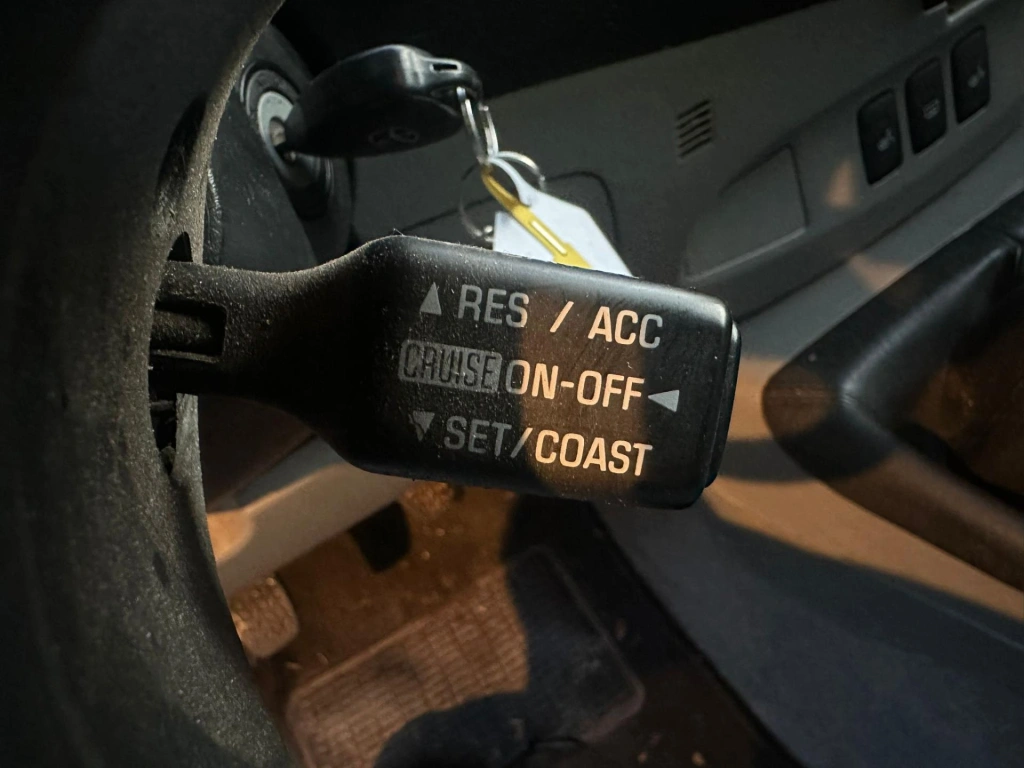 ▲ RES / ACC
CRUISE ON-OFF ◄
▼ SET/COAST